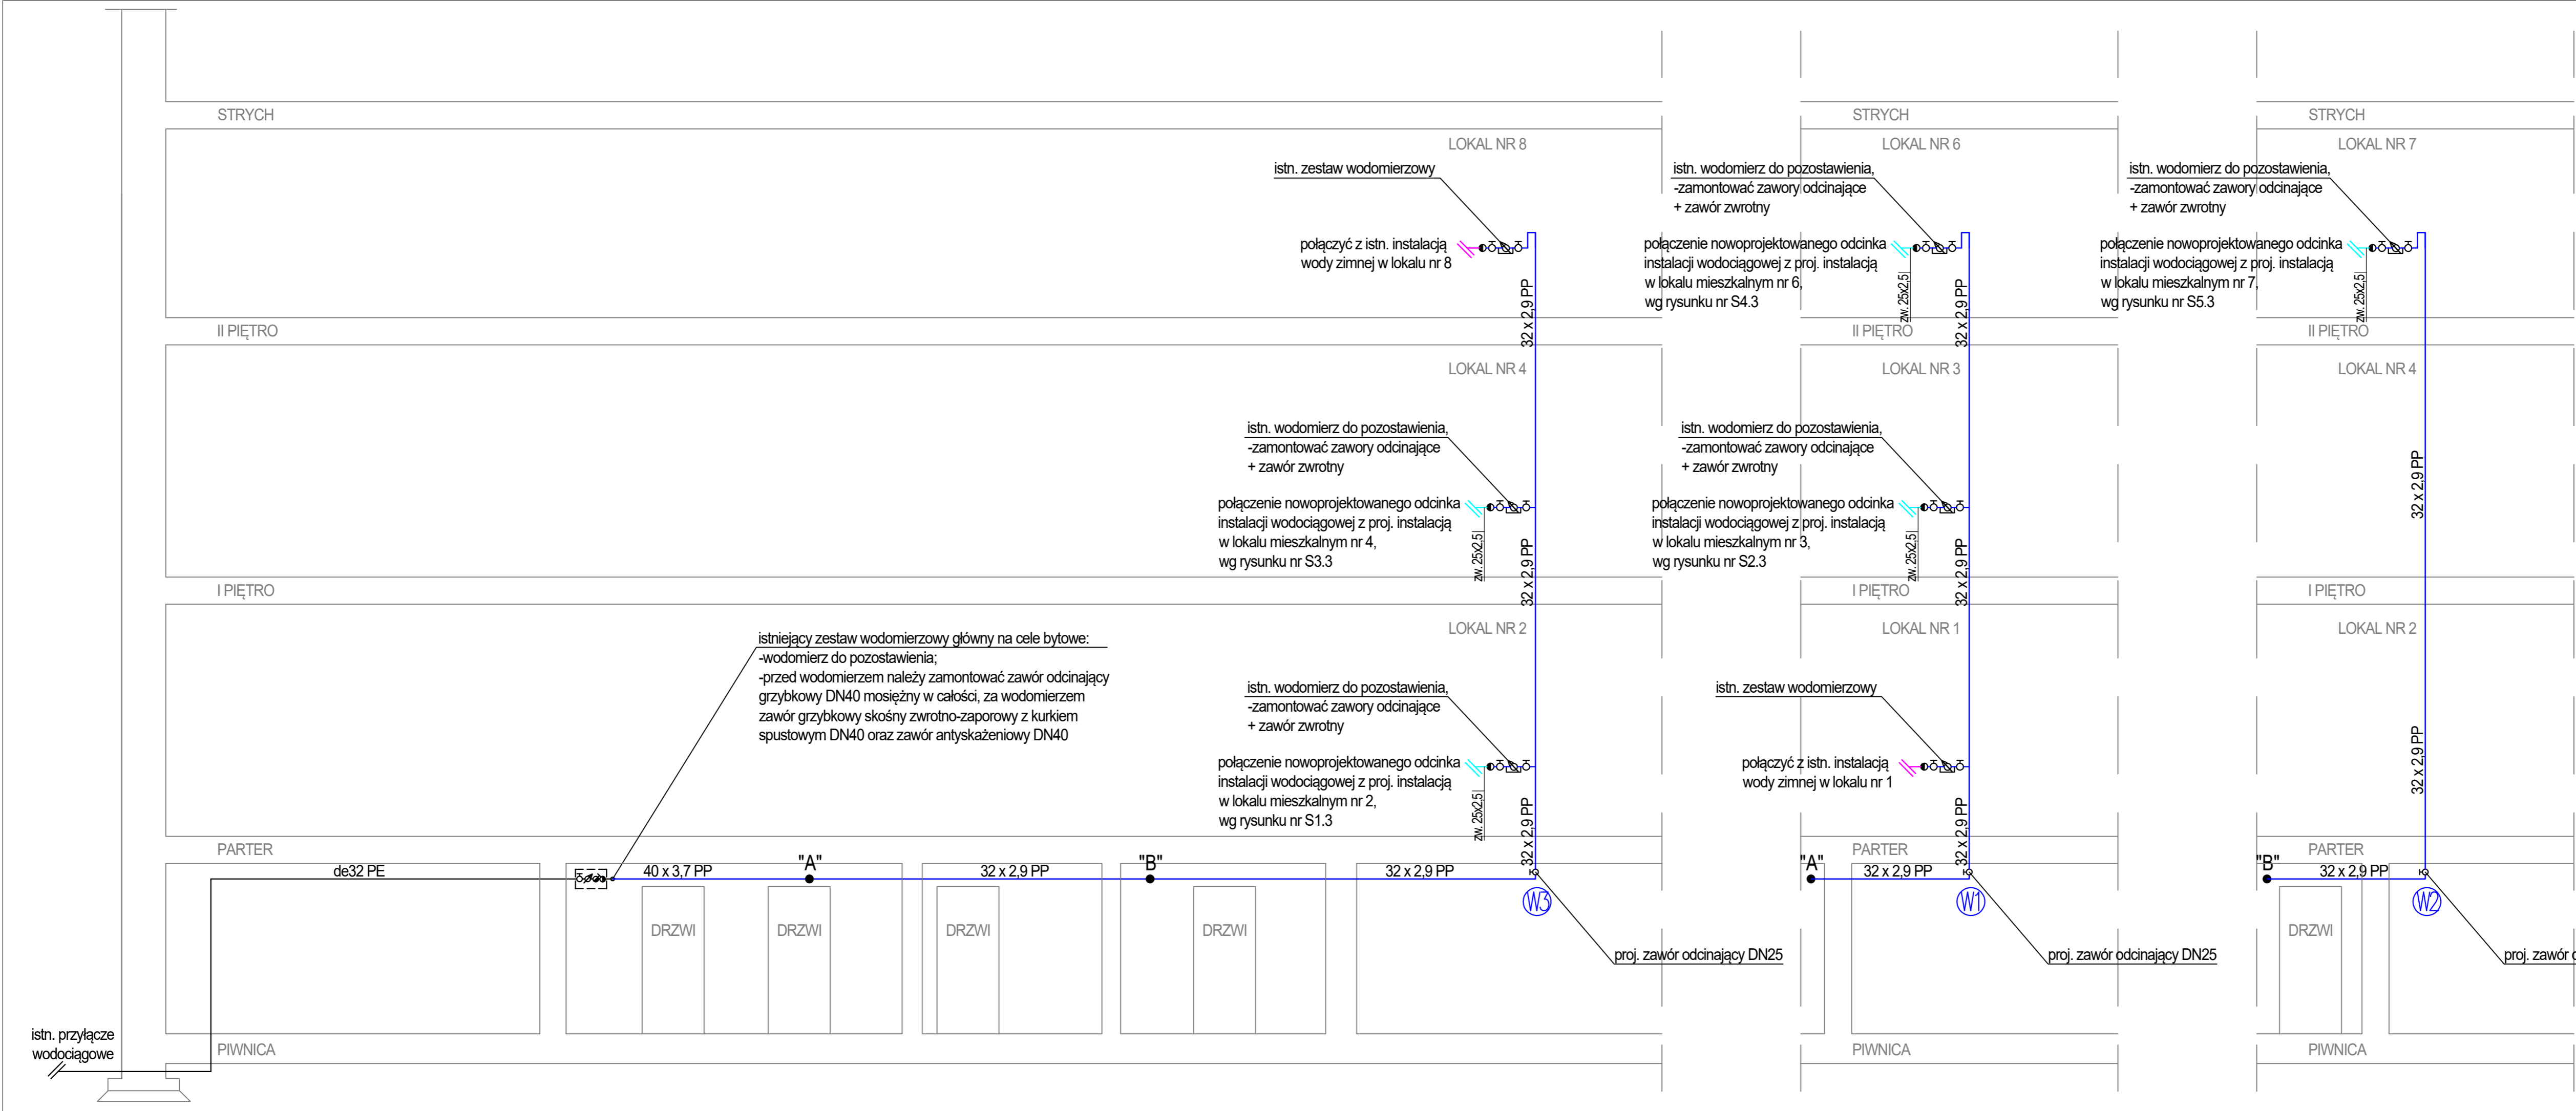 STRYCH
STRYCH
STRYCH
LOKAL NR 8
LOKAL NR 6
LOKAL NR 7
istn. zestaw wodomierzowy
istn. wodomierz do pozostawienia,
-zamontować zawory odcinające
+ zawór zwrotny
istn. wodomierz do pozostawienia,
-zamontować zawory odcinające
+ zawór zwrotny
połączyć z istn. instalacją
wody zimnej w lokalu nr 8
połączenie nowoprojektowanego odcinka
instalacji wodociągowej z proj. instalacją
w lokalu mieszkalnym nr 6,
wg rysunku nr S4.3
połączenie nowoprojektowanego odcinka
instalacji wodociągowej z proj. instalacją
w lokalu mieszkalnym nr 7,
wg rysunku nr S5.3
32 x 2,9 PP
zw. 25x2,5
32 x 2,9 PP
zw. 25x2,5
II PIĘTRO
II PIĘTRO
II PIĘTRO
LOKAL NR 4
LOKAL NR 3
LOKAL NR 4
istn. wodomierz do pozostawienia,
-zamontować zawory odcinające
+ zawór zwrotny
istn. wodomierz do pozostawienia,
-zamontować zawory odcinające
+ zawór zwrotny
32 x 2,9 PP
połączenie nowoprojektowanego odcinka
instalacji wodociągowej z proj. instalacją
w lokalu mieszkalnym nr 4,
wg rysunku nr S3.3
połączenie nowoprojektowanego odcinka
instalacji wodociągowej z proj. instalacją
w lokalu mieszkalnym nr 3,
wg rysunku nr S2.3
zw. 25x2,5
32 x 2,9 PP
zw. 25x2,5
32 x 2,9 PP
I PIĘTRO
I PIĘTRO
I PIĘTRO
istniejący zestaw wodomierzowy główny na cele bytowe:
-wodomierz do pozostawienia;
-przed wodomierzem należy zamontować zawór odcinający
grzybkowy DN40 mosiężny w całości, za wodomierzem
zawór grzybkowy skośny zwrotno-zaporowy z kurkiem
spustowym DN40 oraz zawór antyskażeniowy DN40
LOKAL NR 2
LOKAL NR 1
LOKAL NR 2
istn. wodomierz do pozostawienia,
-zamontować zawory odcinające
+ zawór zwrotny
istn. zestaw wodomierzowy
32 x 2,9 PP
połączenie nowoprojektowanego odcinka
instalacji wodociągowej z proj. instalacją
w lokalu mieszkalnym nr 2,
wg rysunku nr S1.3
połączyć z istn. instalacją
wody zimnej w lokalu nr 1
zw. 25x2,5
32 x 2,9 PP
32 x 2,9 PP
PARTER
PARTER
PARTER
de32 PE
40 x 3,7 PP
"A"
32 x 2,9 PP
"B"
32 x 2,9 PP
"A"
32 x 2,9 PP
"B"
32 x 2,9 PP
W3
W1
W2
DRZWI
DRZWI
DRZWI
DRZWI
DRZWI
proj. zawór odcinający DN25
proj. zawór odcinający DN25
proj. zawór
istn. przyłącze
wodociągowe
PIWNICA
PIWNICA
PIWNICA